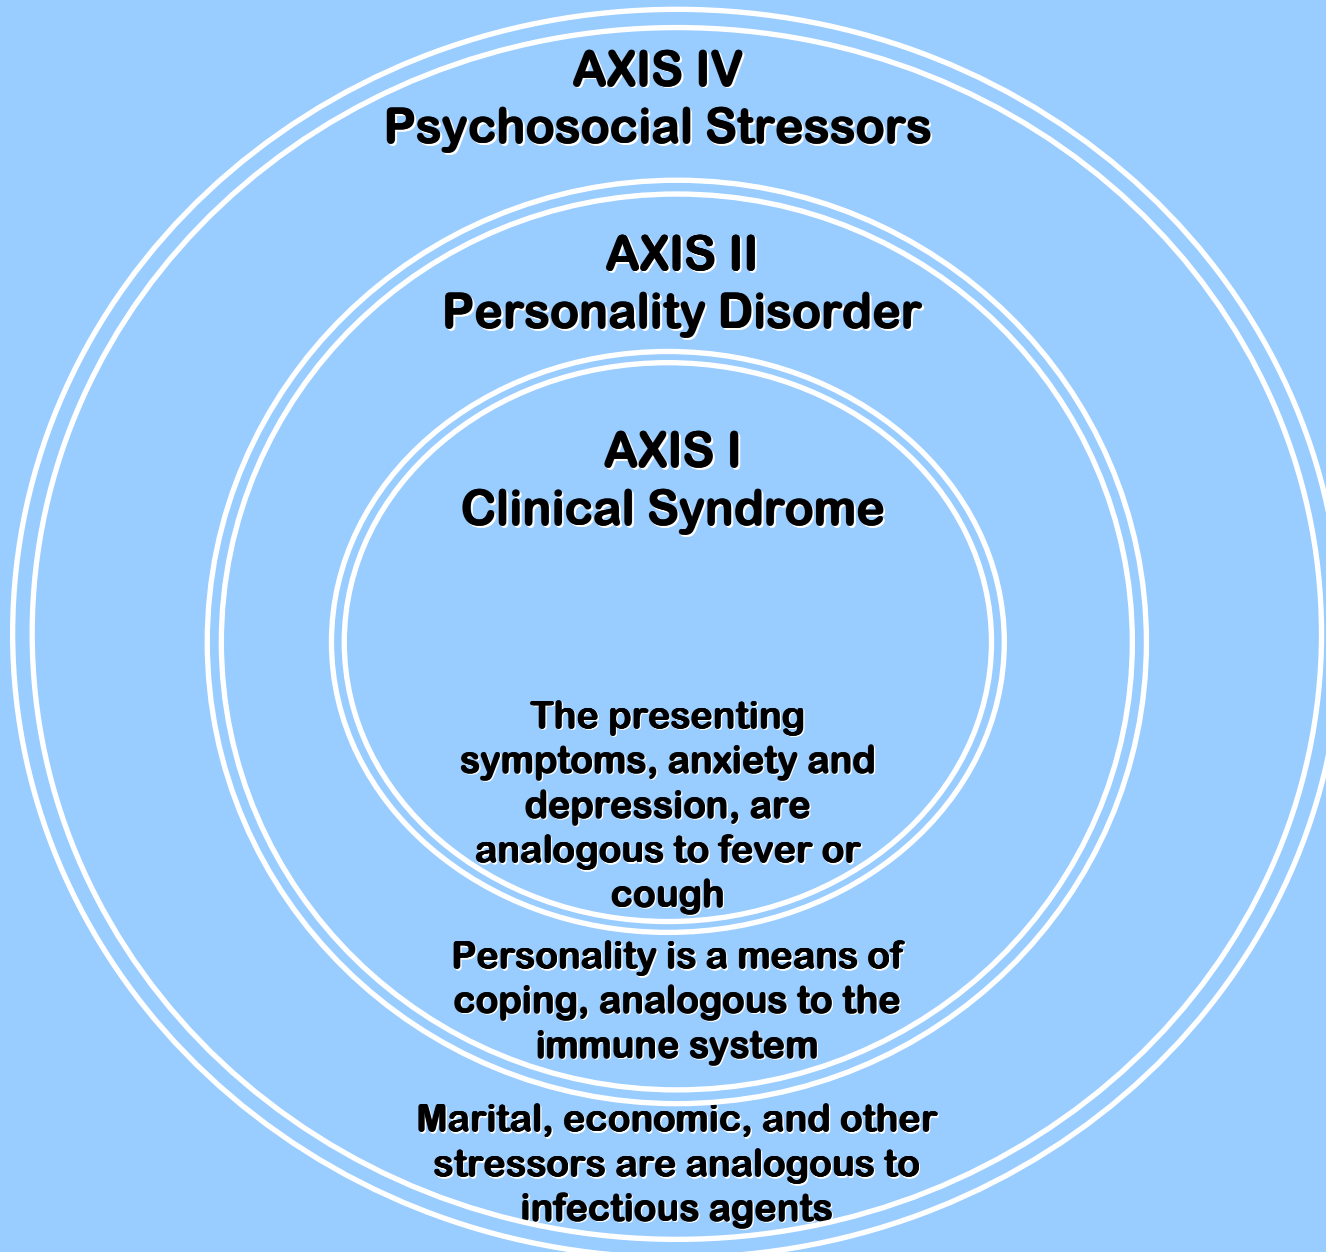 AXIS IV
Psychosocial Stressors
AXIS II
Personality Disorder
AXIS I
Clinical Syndrome
The presenting
symptoms, anxiety and
depression, are
analogous to fever or
cough
Personality is a means of
coping, analogous to the
immune system
Marital, economic, and other
stressors are analogous to
infectious agents